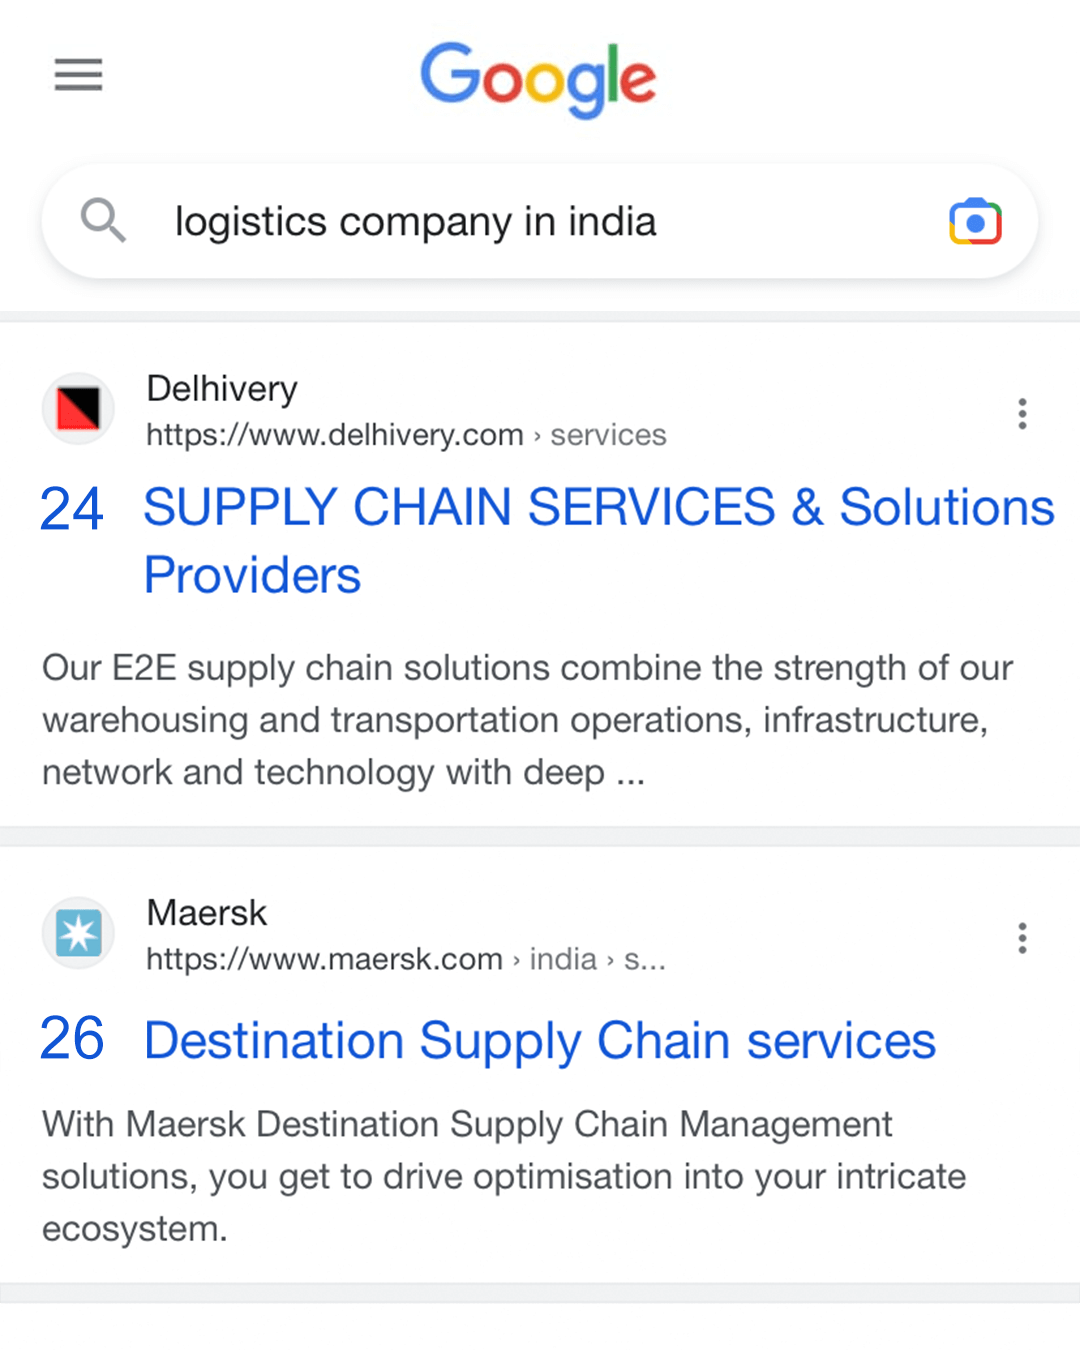 Google
logistics company in india
Delhivery
https://www.delhivery.com › services
24 SUPPLY CHAIN SERVICES & Solutions
Providers
Our E2E supply chain solutions combine the strength of our
warehousing and transportation operations, infrastructure,
network and technology with deep ...
Maersk
https://www.maersk.com › india › s...
26 Destination Supply Chain services
With Maersk Destination Supply Chain Management
solutions, you get to drive optimisation into your intricate
ecosystem.